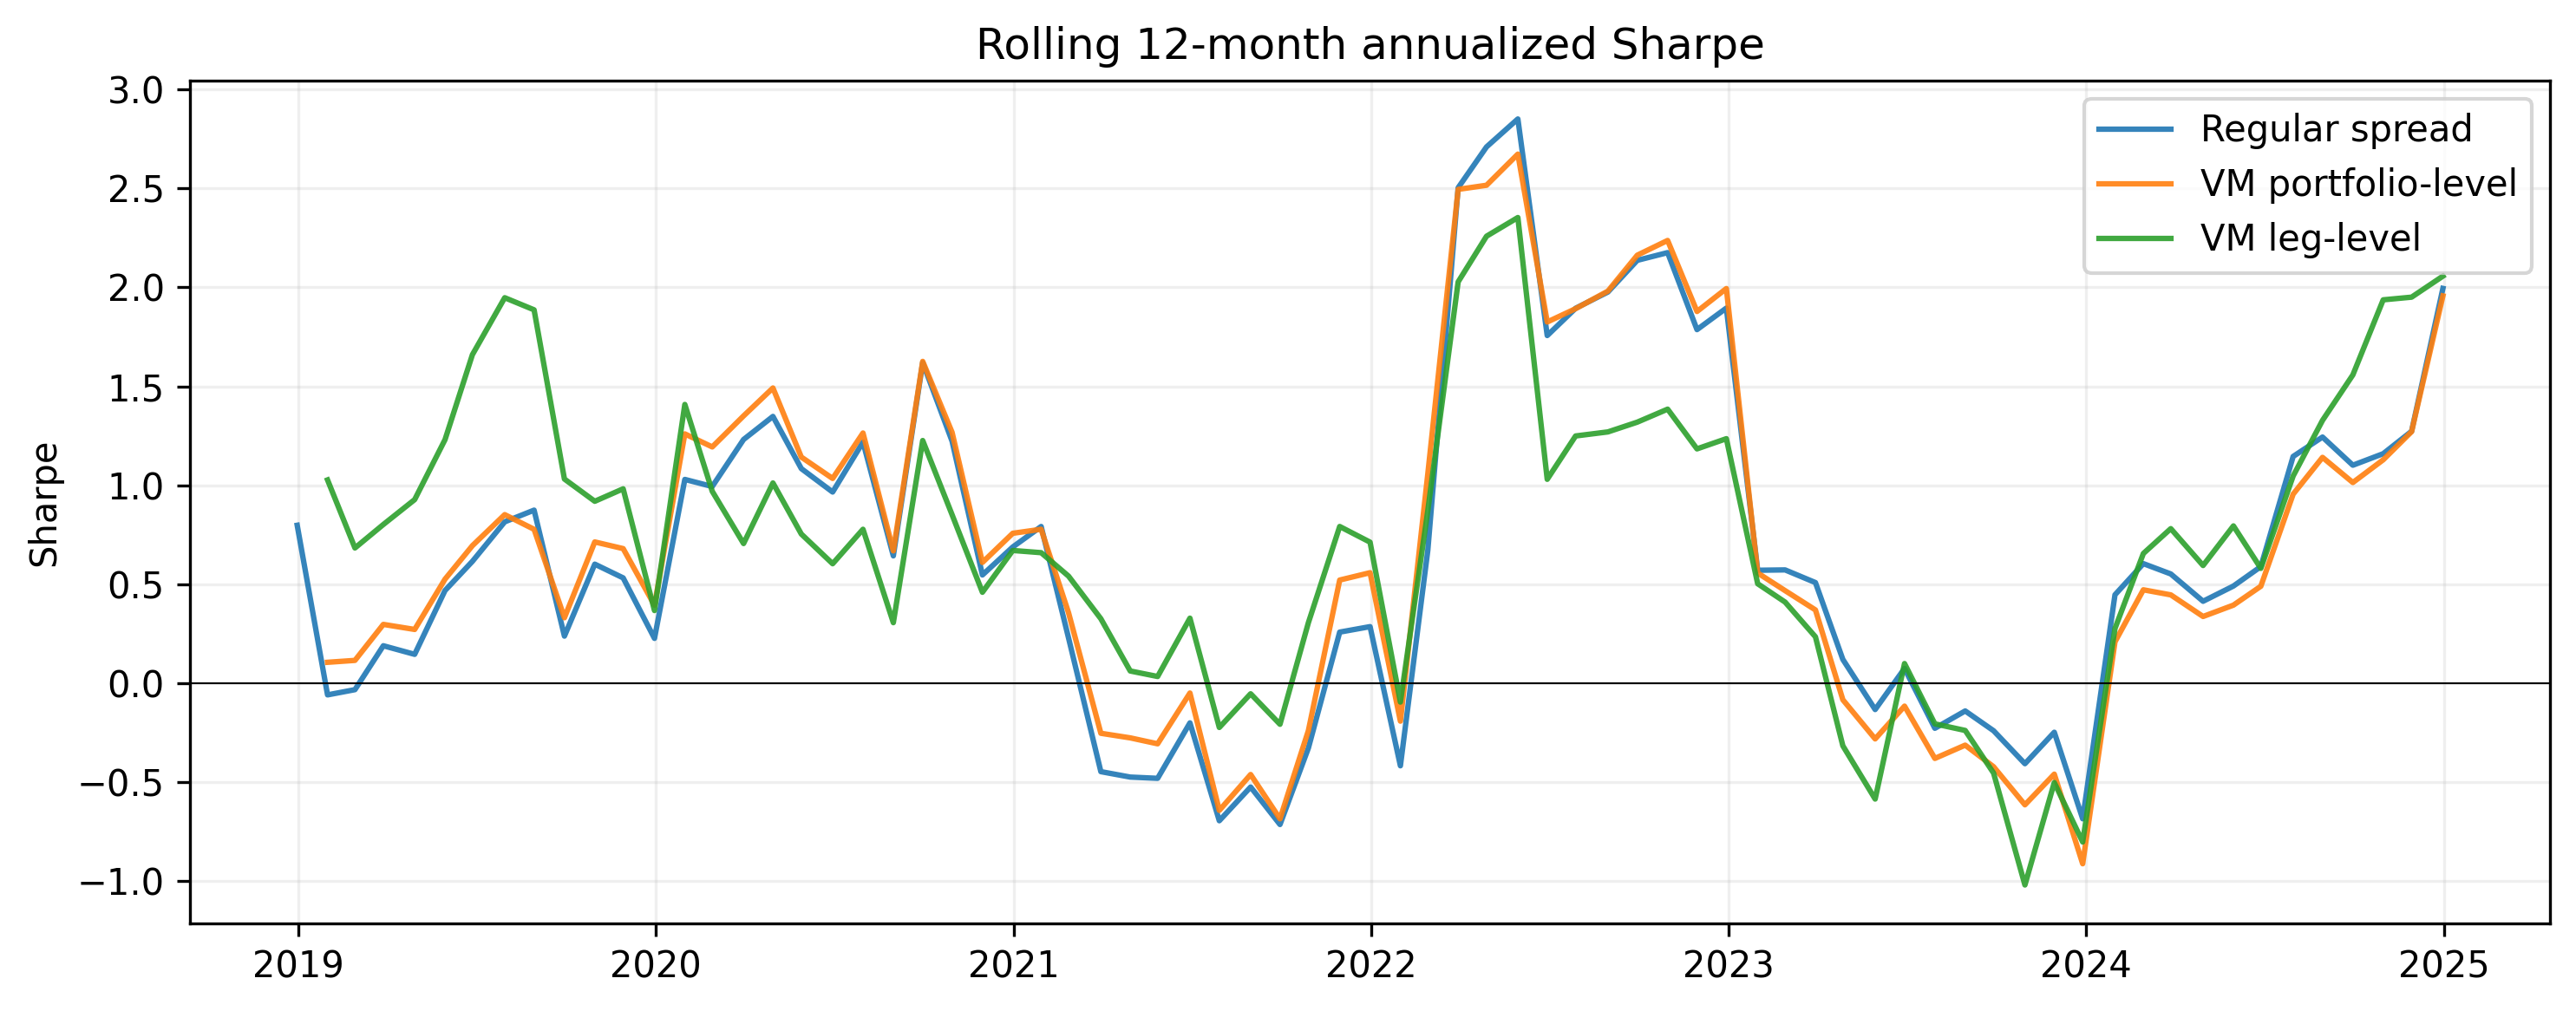 Rolling 12-month annualized Sharpe
3.0
2.5
2.0
1.5
1.0
0.5
0.0
−0.5
−1.0
Sharpe
Regular spread
VM portfolio-level
VM leg-level
2019 2020 2021 2022 2023 2024 2025